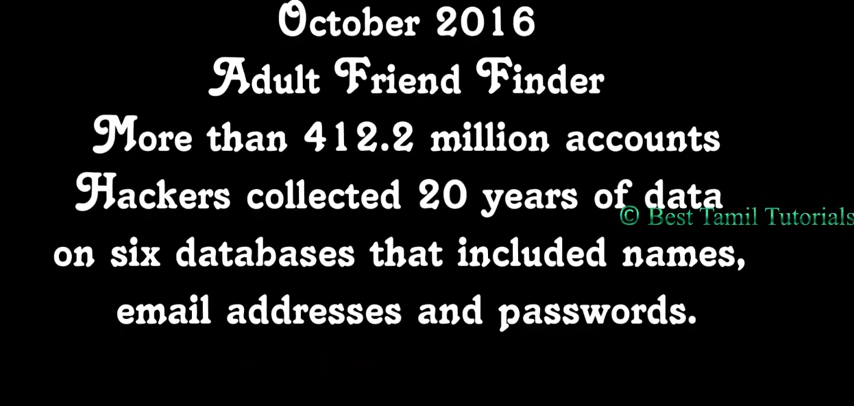 October 2016
Adult Friend Finder
More than 412.2 million accounts
Hackers collected 20 years of data
© Best Tamil Tutorials
on six databases that included names,
email addresses and passwords.